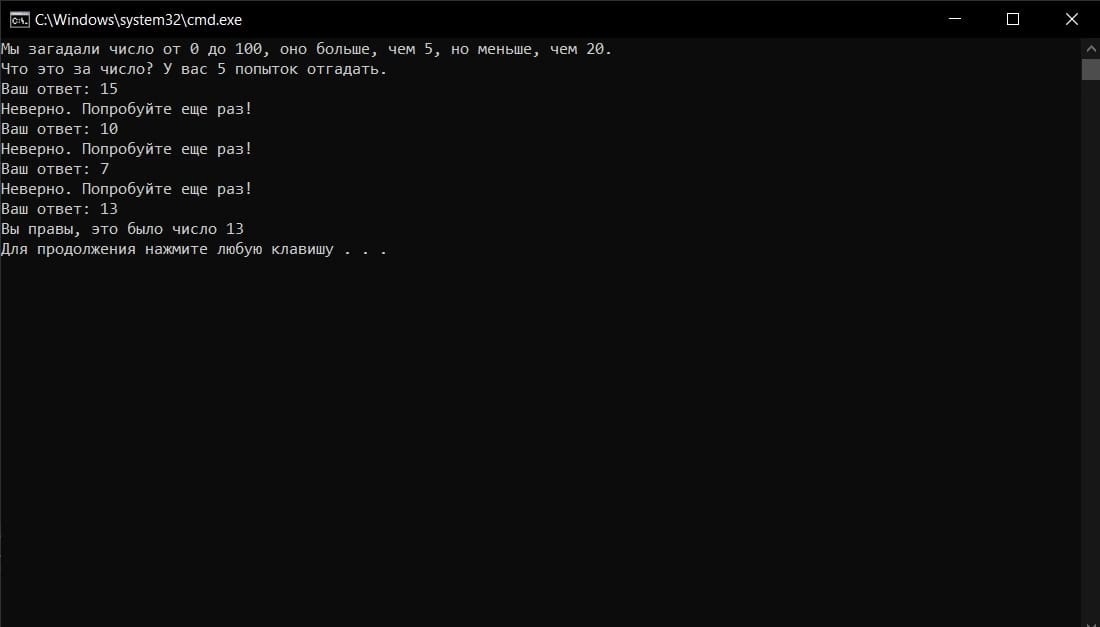 C:\Windows\system32\cmd.exe
Мы загадали число от 0 до 100, оно больше, чем 5, но меньше, чем 20.
Что это за число? У вас 5 попыток отгадать.
Ваш ответ: 15
Неверно. Попробуйте еще раз!
Ваш ответ: 10
Неверно. Попробуйте еще раз!
Ваш ответ: 7
Неверно. Попробуйте еще раз!
Ваш ответ: 13
Вы правы, это было число 13
Для продолжения нажмите любую клавишу . . .